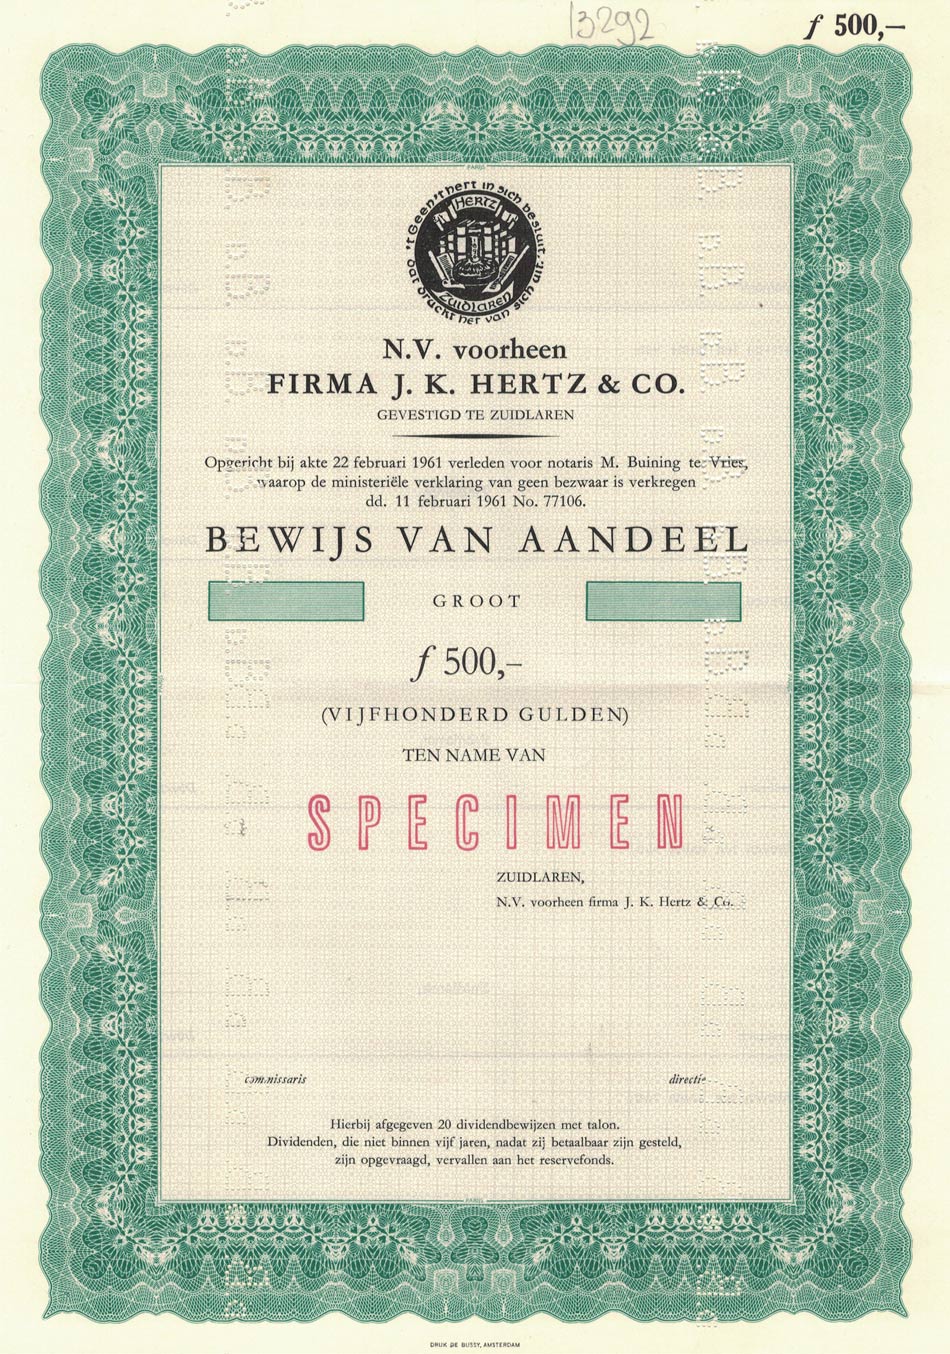 13292
f 500,—
't Geen 't hert in sich besluit,
dat druckt het van sich uit.
HERTZ
ZUIDLAREN
N.V. voorheen
FIRMA J. K. HERTZ & CO.
GEVESTIGD TE ZUIDLAREN
Opgericht bij akte 22 februari 1961 verleden voor notaris M. Buining te Vries,
waarop de ministeriële verklaring van geen bezwaar is verkregen
dd. 11 februari 1961 No. 77106.
BEWIJS VAN AANDEEL
GROOT
f 500,–
(VIJFHONDERD GULDEN)
TEN NAME VAN
SPECIMEN
ZUIDLAREN,
N.V. voorheen firma J. K. Hertz & Co.
commissaris directie
Hierbij afgegeven 20 dividendbewijzen met talon.
Dividenden, die niet binnen vijf jaren, nadat zij betaalbaar zijn gesteld,
zijn opgevraagd, vervallen aan het reservefonds.
DRUK DE BUSSY, AMSTERDAM